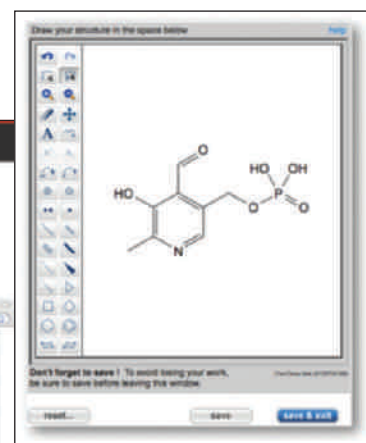 Draw your structure in the space below help
A
O
HO OH
HO P
O O
N
Don't forget to save ! To avoid losing your work,
be sure to save before leaving this window.
reset... save save & exit